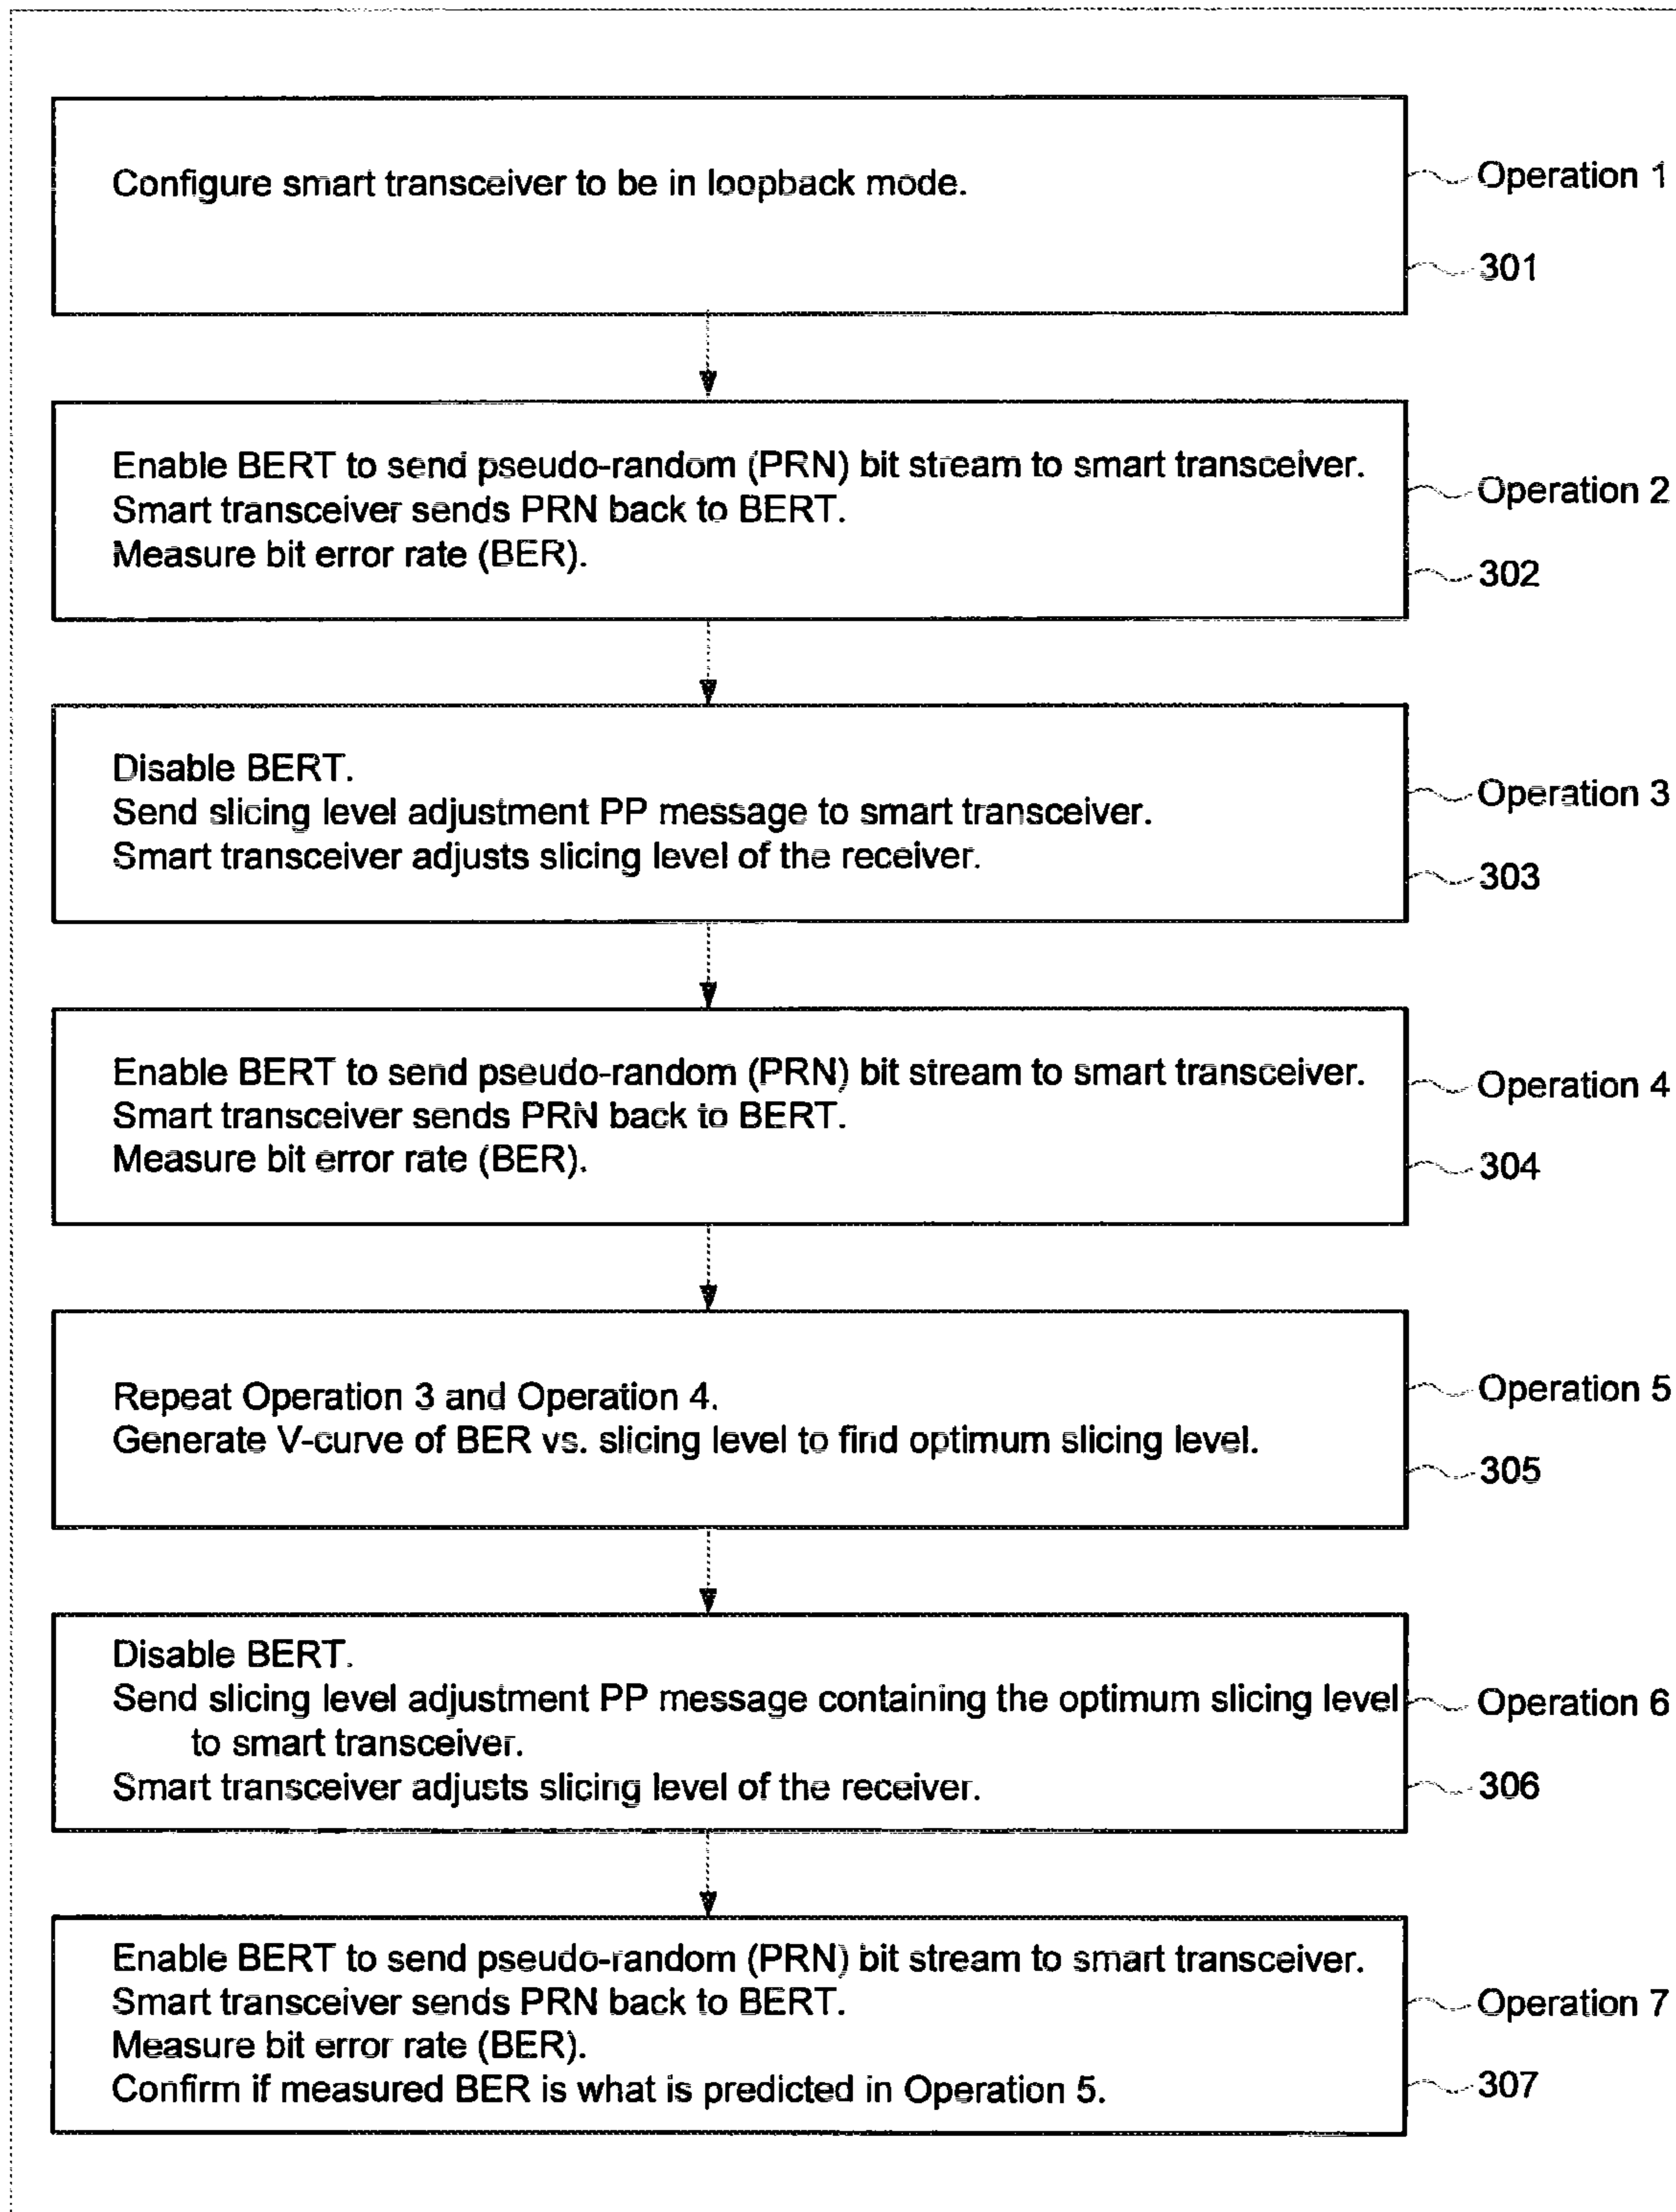 Configure smart transceiver to be in loopback mode.
Operation 1
301
Enable BERT to send pseudo-random (PRN) bit stream to smart transceiver.
Smart transceiver sends PRN back to BERT.
Measure bit error rate (BER).
Operation 2
302
Disable BERT.
Send slicing level adjustment PP message to smart transceiver.
Smart transceiver adjusts slicing level of the receiver.
Operation 3
303
Enable BERT to send pseudo-random (PRN) bit stream to smart transceiver.
Smart transceiver sends PRN back to BERT.
Measure bit error rate (BER).
Operation 4
304
Repeat Operation 3 and Operation 4.
Generate V-curve of BER vs. slicing level to find optimum slicing level.
Operation 5
305
Disable BERT.
Send slicing level adjustment PP message containing the optimum slicing level
to smart transceiver.
Smart transceiver adjusts slicing level of the receiver.
Operation 6
306
Enable BERT to send pseudo-random (PRN) bit stream to smart transceiver.
Smart transceiver sends PRN back to BERT.
Measure bit error rate (BER).
Confirm if measured BER is what is predicted in Operation 5.
Operation 7
307